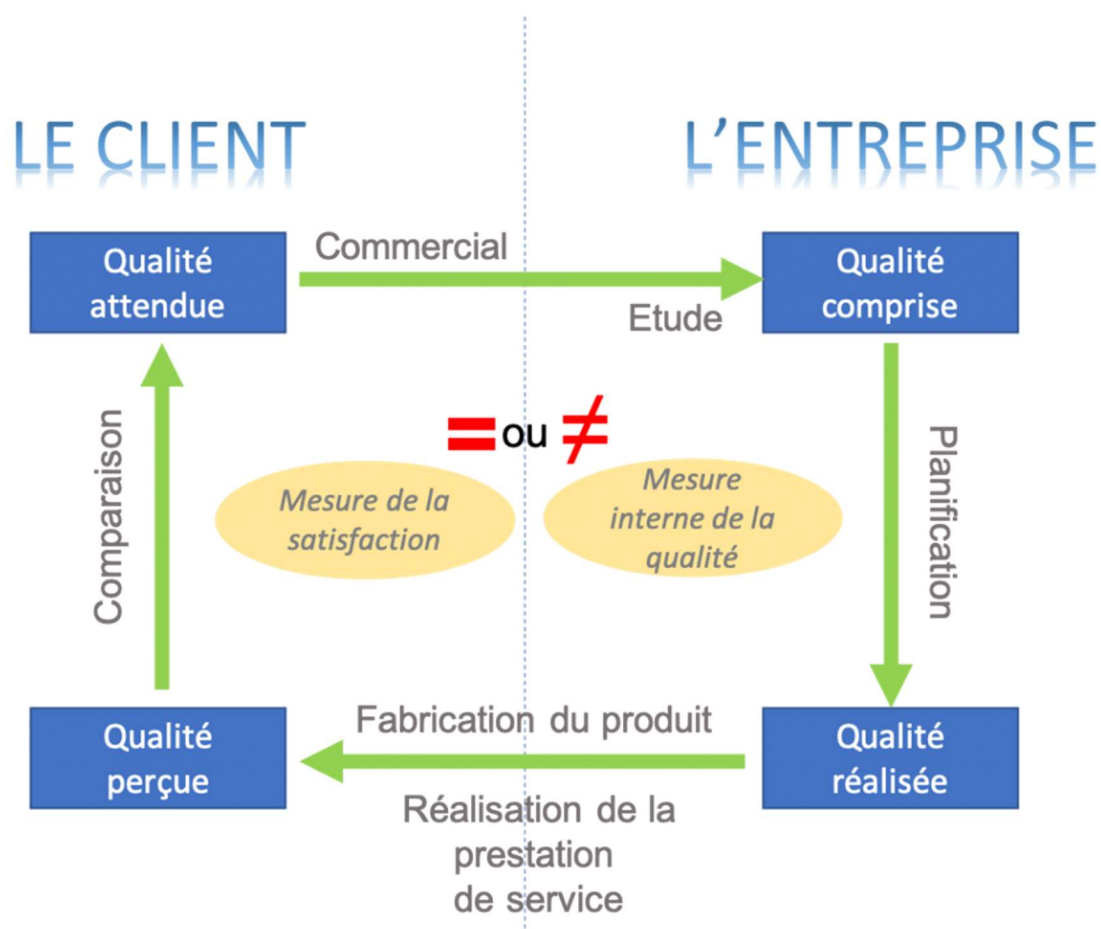 LE CLIENT
L'ENTREPRISE
Qualité
attendue
Commercial
Etude
Qualité
comprise
= ou ≠
Comparaison
Mesure de la
satisfaction
Mesure
interne de la
qualité
Planification
Qualité
perçue
Fabrication du produit
Réalisation de la
prestation
de service
Qualité
réalisée